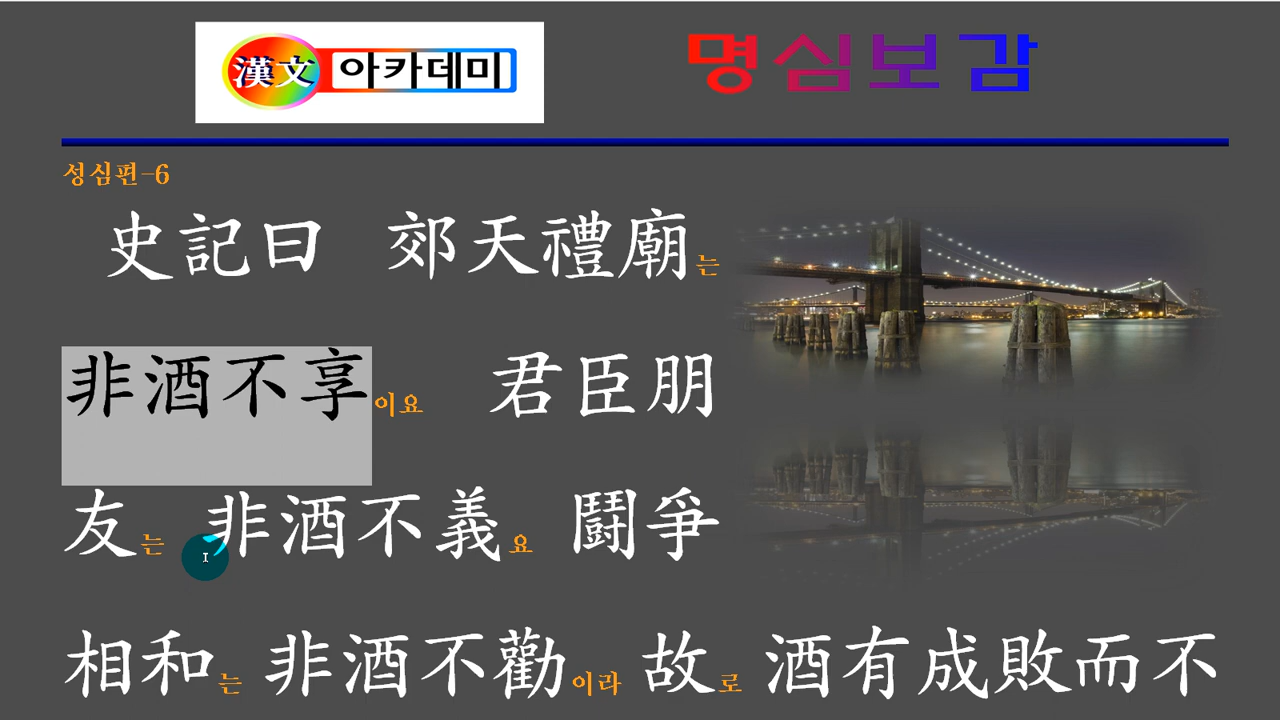 漢文 아카데미
명심보감
성심편-6
史記曰 郊天禮廟는
非酒不享이요 君臣朋
友는 非酒不義요 鬪爭
相和는 非酒不勸이라 故로 酒有成敗而不